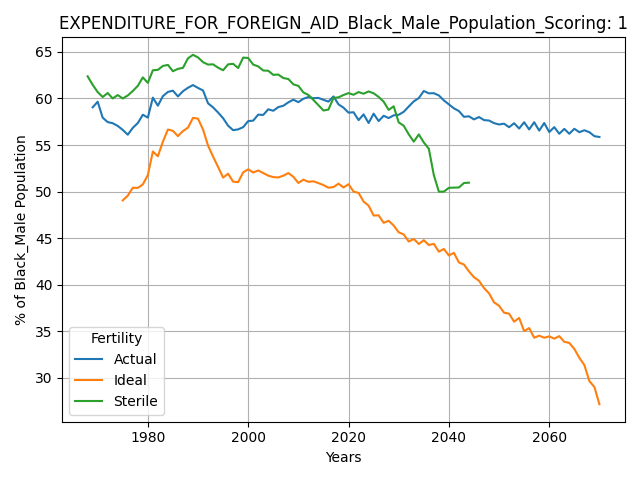 EXPENDITURE_FOR_FOREIGN_AID_Black_Male_Population_Scoring: 1
% of Black_Male Population
65
60
55
50
45
40
35
30
Fertility
Actual
Ideal
Sterile
1980 2000 2020 2040 2060
Years